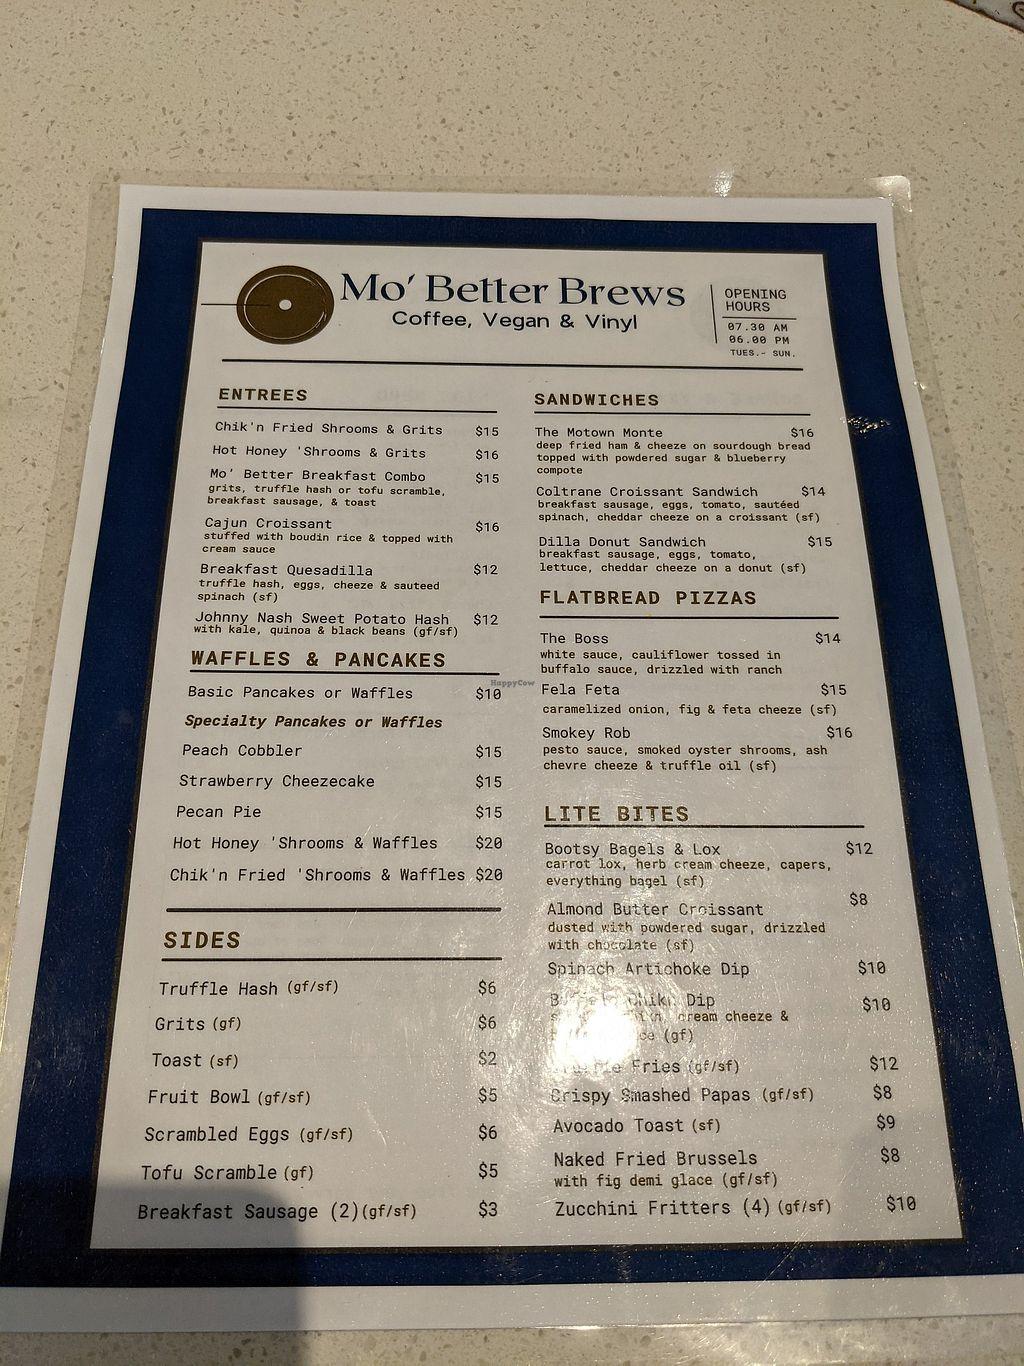 Mo' Better Brews
Coffee, Vegan & Vinyl
OPENING
HOURS
07.30 AM
06.00 PM
TUES.- SUN.
ENTREES
Chik'n Fried Shrooms & Grits $15
Hot Honey 'Shrooms & Grits $16
Mo' Better Breakfast Combo $15
grits, truffle hash or tofu scramble,
breakfast sausage, & toast
Cajun Croissant $16
stuffed with boudin rice & topped with
cream sauce
Breakfast Quesadilla $12
truffle hash, eggs, cheeze & sauteed
spinach (sf)
Johnny Nash Sweet Potato Hash $12
with kale, quinoa & black beans (gf/sf)
WAFFLES & PANCAKES
Basic Pancakes or Waffles $10
Specialty Pancakes or Waffles
Peach Cobbler $15
Strawberry Cheezecake $15
Pecan Pie $15
Hot Honey 'Shrooms & Waffles $20
Chik'n Fried 'Shrooms & Waffles $20
SIDES
Truffle Hash (gf/sf) $6
Grits (gf) $6
Toast (sf) $2
Fruit Bowl (gf/sf) $5
Scrambled Eggs (gf/sf) $6
Tofu Scramble (gf) $5
Breakfast Sausage (2)(gf/sf) $3
SANDWICHES
The Motown Monte $16
deep fried ham & cheeze on sourdough bread
topped with powdered sugar & blueberry
compote
Coltrane Croissant Sandwich $14
breakfast sausage, eggs, tomato, sautéed
spinach, cheddar cheeze on a croissant (sf)
Dilla Donut Sandwich $15
breakfast sausage, eggs, tomato,
lettuce, cheddar cheeze on a donut (sf)
FLATBREAD PIZZAS
The Boss $14
white sauce, cauliflower tossed in
buffalo sauce, drizzled with ranch
Fela Feta $15
caramelized onion, fig & feta cheeze (sf)
Smokey Rob $16
pesto sauce, smoked oyster shrooms, ash
chevre cheeze & truffle oil (sf)
LITE BITES
Bootsy Bagels & Lox $12
carrot lox, herb cream cheeze, capers,
everything bagel (sf)
Almond Butter Croissant $8
dusted with powdered sugar, drizzled
with chocolate (sf)
Spinach Artichoke Dip $10
Buffalo Chikn Dip $10
cream cheeze &
(gf)
Fries (gf/sf) $12
Crispy Smashed Papas (gf/sf) $8
Avocado Toast (sf) $9
Naked Fried Brussels $8
with fig demi glace (gf/sf)
Zucchini Fritters (4) (gf/sf) $10
HappyCow